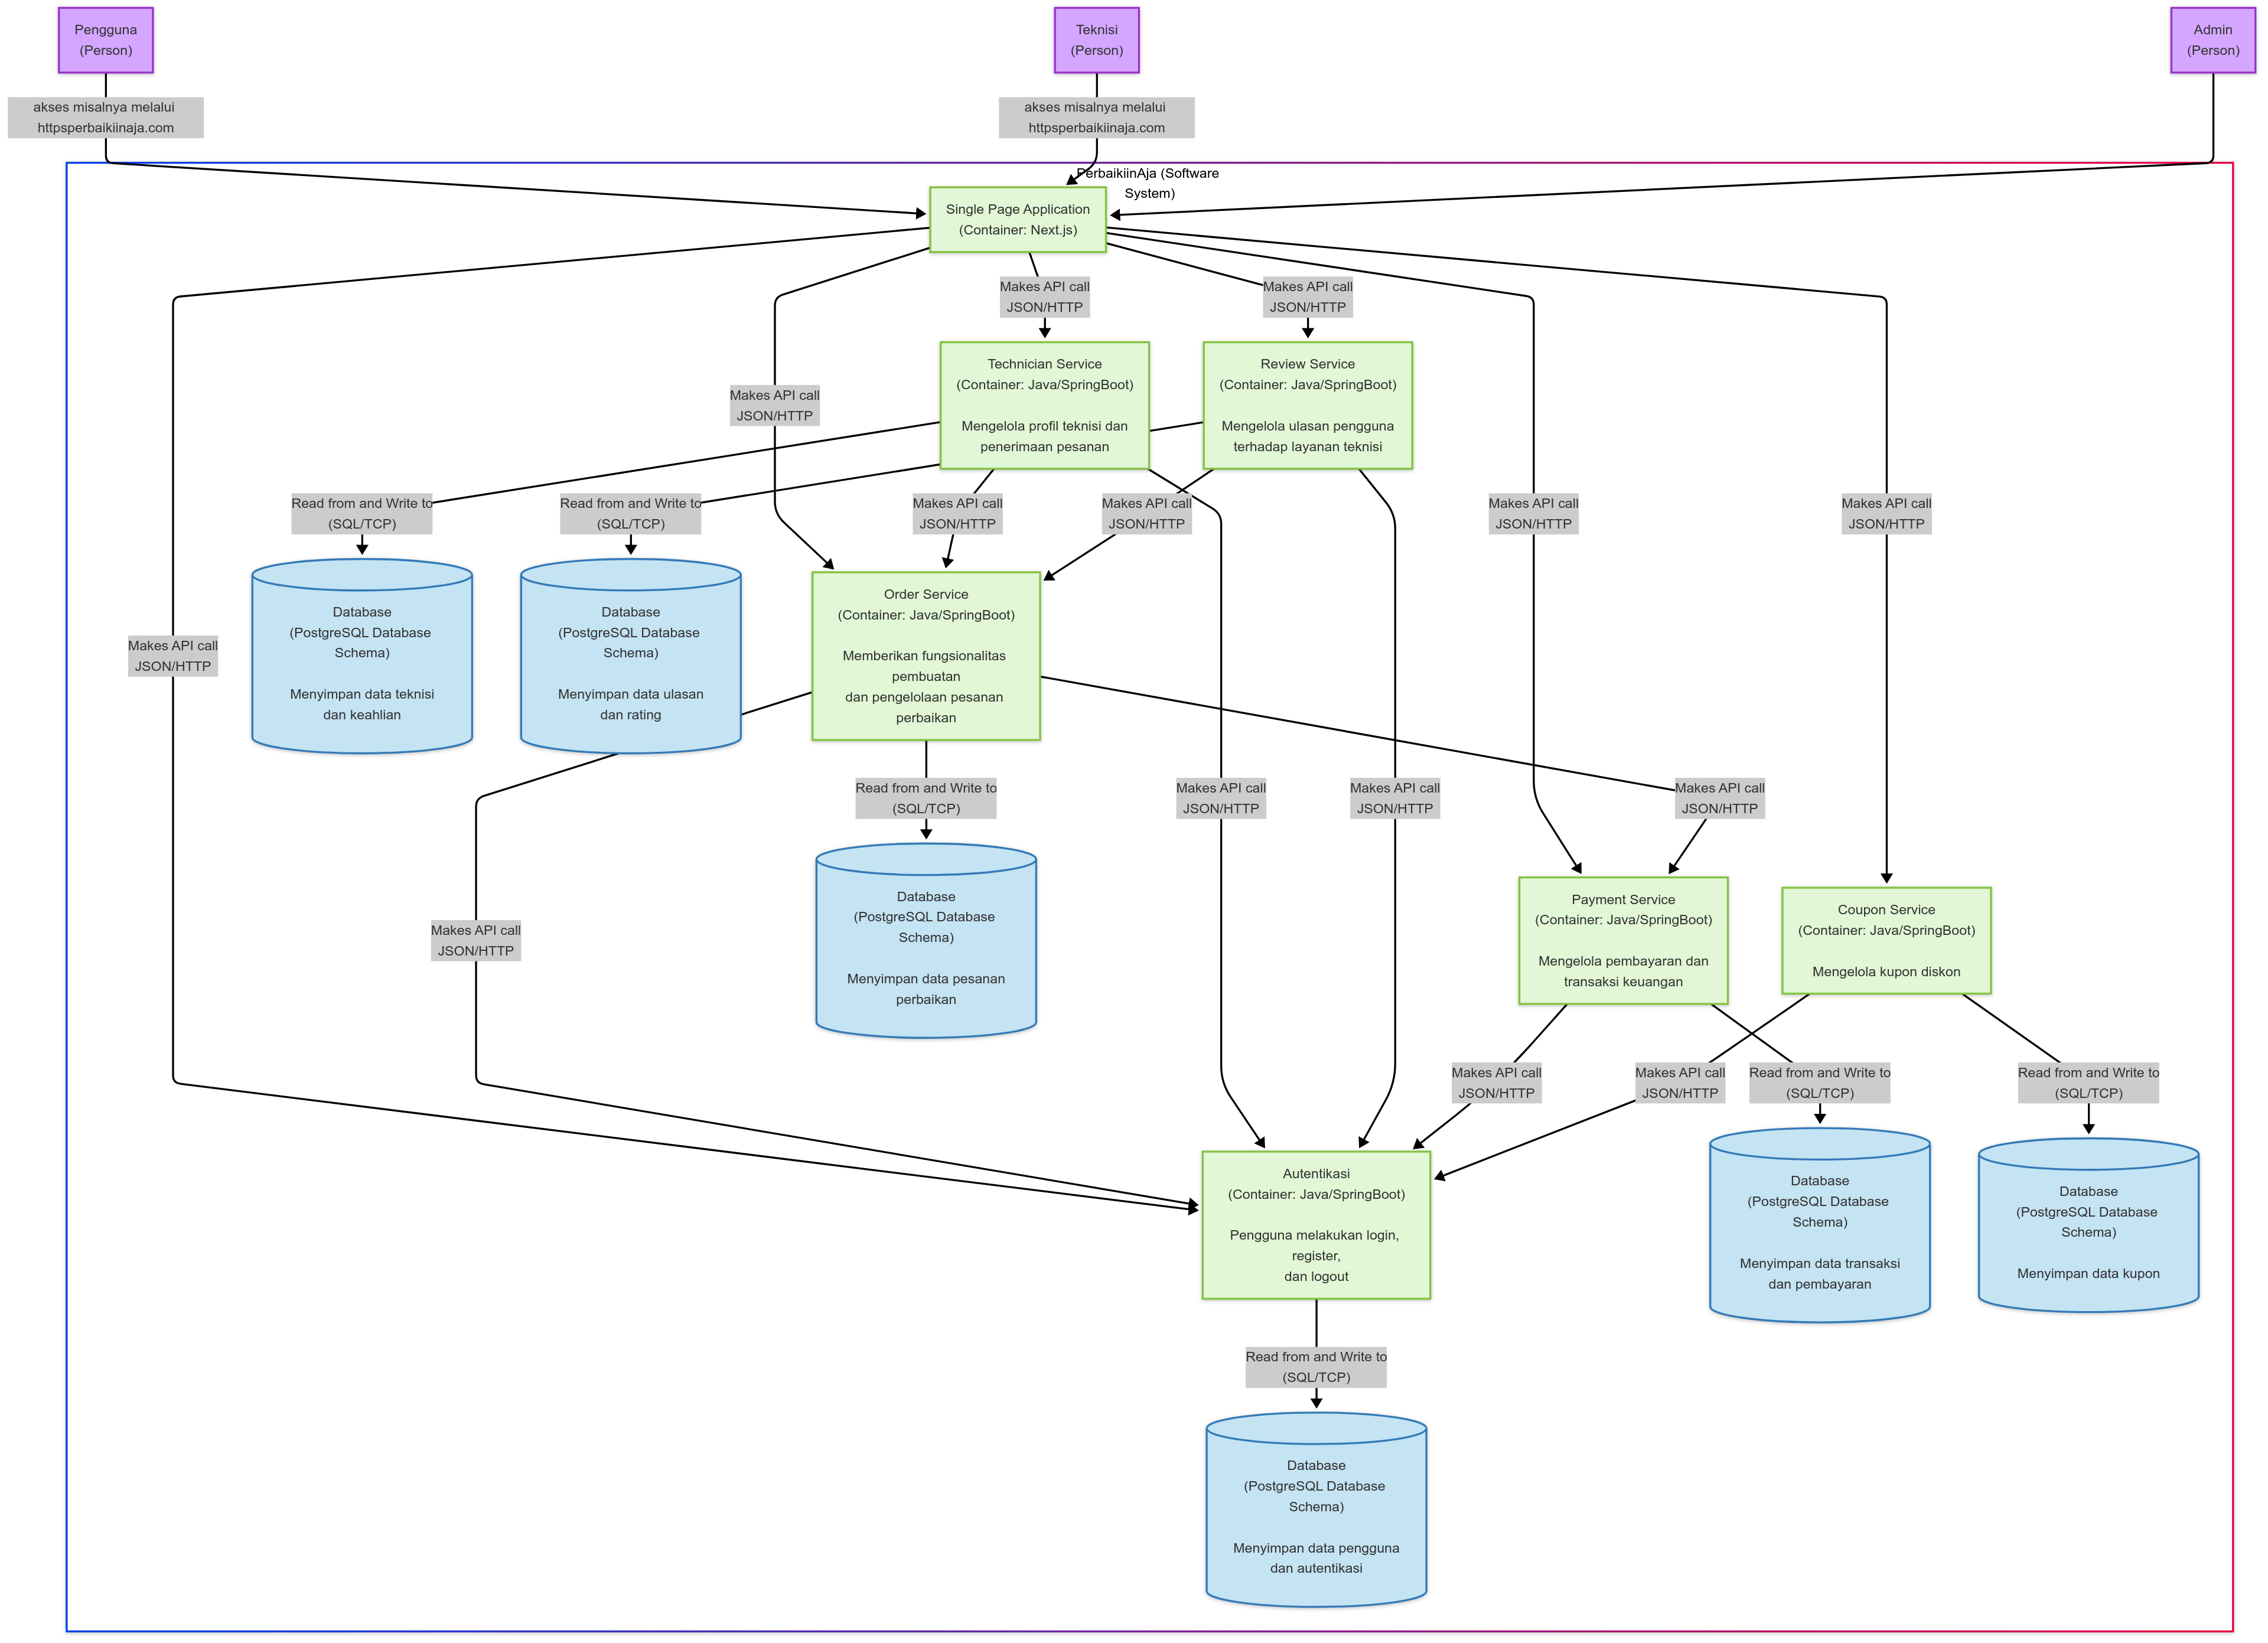 Pengguna
(Person)
Teknisi
(Person)
Admin
(Person)
akses misalnya melalui
httpsperbaikiinaja.com
akses misalnya melalui
httpsperbaikiinaja.com
PerbaikiinAja (Software
System)
Single Page Application
(Container: Next.js)
Makes API call
JSON/HTTP
Makes API call
JSON/HTTP
Technician Service
(Container: Java/SpringBoot)
Mengelola profil teknisi dan
penerimaan pesanan
Review Service
(Container: Java/SpringBoot)
Mengelola ulasan pengguna
terhadap layanan teknisi
Makes API call
JSON/HTTP
Read from and Write to
(SQL/TCP)
Read from and Write to
(SQL/TCP)
Makes API call
JSON/HTTP
Makes API call
JSON/HTTP
Makes API call
JSON/HTTP
Makes API call
JSON/HTTP
Makes API call
JSON/HTTP
Database
(PostgreSQL Database
Schema)
Menyimpan data teknisi
dan keahlian
Database
(PostgreSQL Database
Schema)
Menyimpan data ulasan
dan rating
Order Service
(Container: Java/SpringBoot)
Memberikan fungsionalitas
pembuatan
dan pengelolaan pesanan
perbaikan
Read from and Write to
(SQL/TCP)
Makes API call
JSON/HTTP
Makes API call
JSON/HTTP
Makes API call
JSON/HTTP
Makes API call
JSON/HTTP
Database
(PostgreSQL Database
Schema)
Menyimpan data pesanan
perbaikan
Payment Service
(Container: Java/SpringBoot)
Mengelola pembayaran dan
transaksi keuangan
Coupon Service
(Container: Java/SpringBoot)
Mengelola kupon diskon
Makes API call
JSON/HTTP
Makes API call
JSON/HTTP
Read from and Write to
(SQL/TCP)
Read from and Write to
(SQL/TCP)
Autentikasi
(Container: Java/SpringBoot)
Pengguna melakukan login,
register,
dan logout
Database
(PostgreSQL Database
Schema)
Menyimpan data transaksi
dan pembayaran
Database
(PostgreSQL Database
Schema)
Menyimpan data kupon
Read from and Write to
(SQL/TCP)
Database
(PostgreSQL Database
Schema)
Menyimpan data pengguna
dan autentikasi